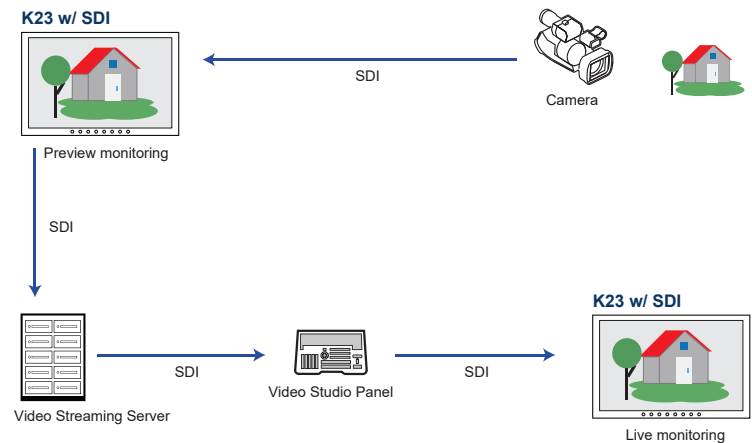 K23 w/ SDI
SDI
Camera
Preview monitoring
SDI
K23 w/ SDI
SDI
Video Studio Panel
SDI
Video Streaming Server
Live monitoring